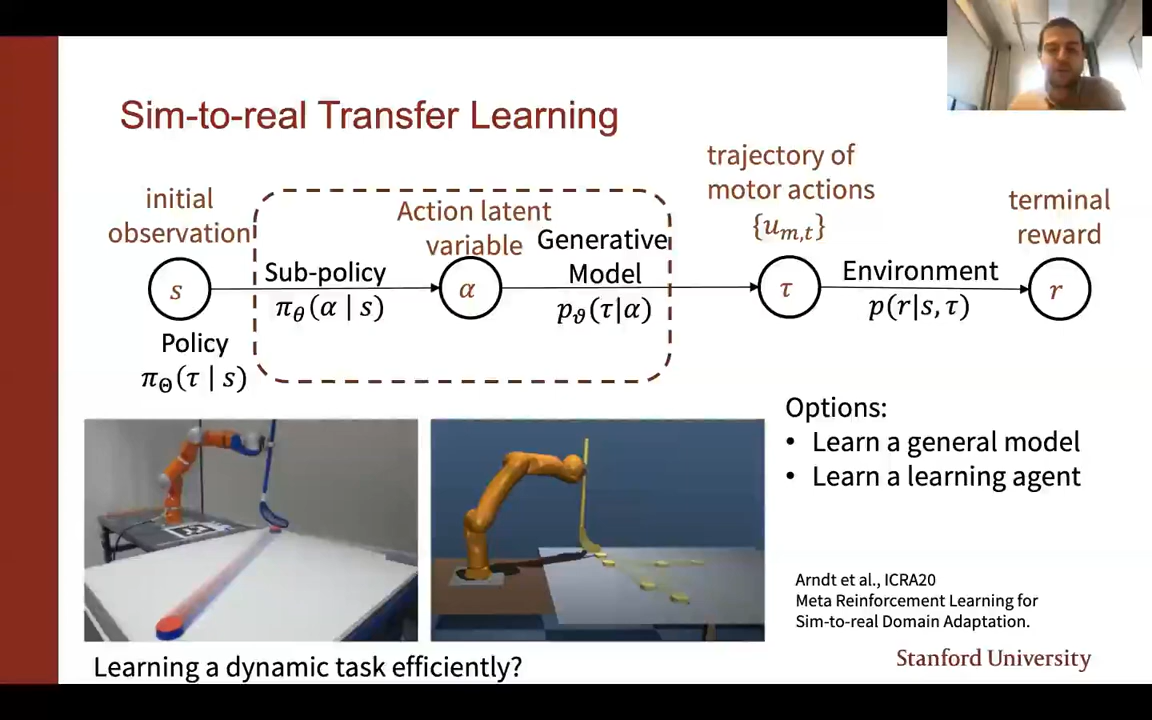 Sim-to-real Transfer Learning
initial
observation
s
Policy
π_Θ(τ | s)
Sub-policy
π_θ(α | s)
Action latent
variable
α
Generative
Model
p_ϑ(τ|α)
trajectory of
motor actions
{u_{m,t}}
τ
Environment
p(r|s, τ)
terminal
reward
r
Options:
• Learn a general model
• Learn a learning agent
Arndt et al., ICRA20
Meta Reinforcement Learning for
Sim-to-real Domain Adaptation.
Learning a dynamic task efficiently?
Stanford University